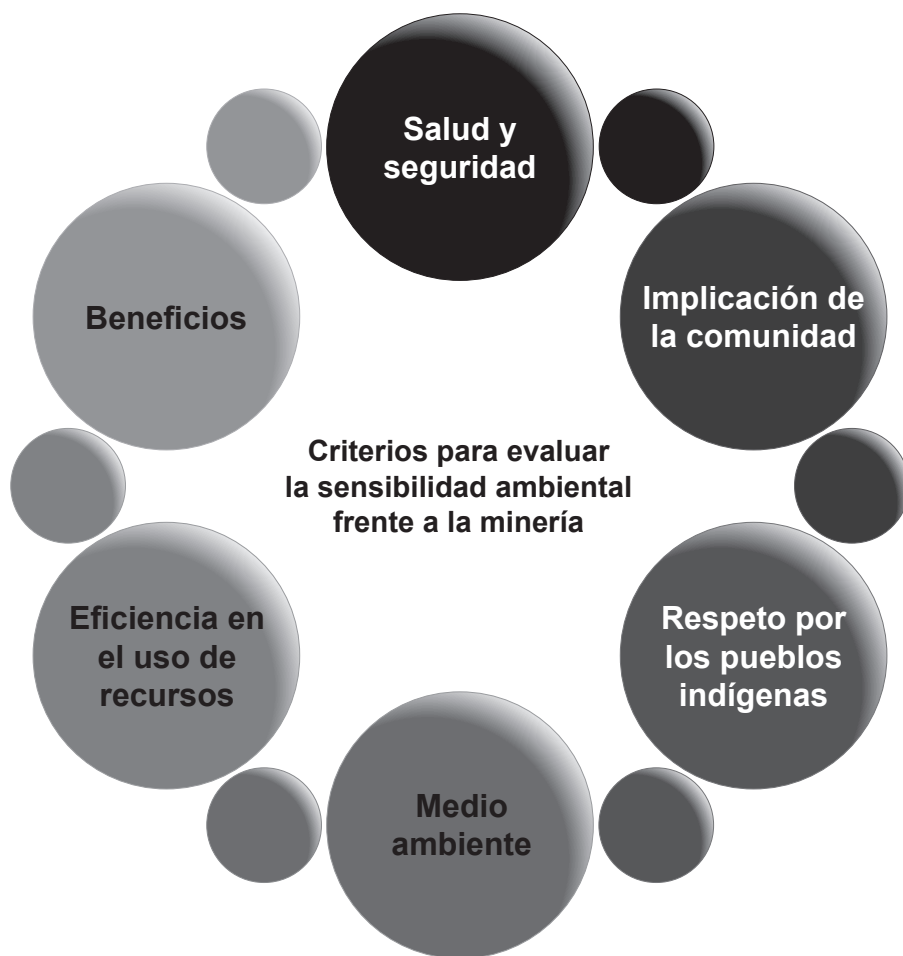 Salud y
seguridad
Implicación de
la comunidad
Respeto por
los pueblos
indígenas
Medio
ambiente
Eficiencia en
el uso de
recursos
Beneficios
Criterios para evaluar
la sensibilidad ambiental
frente a la minería